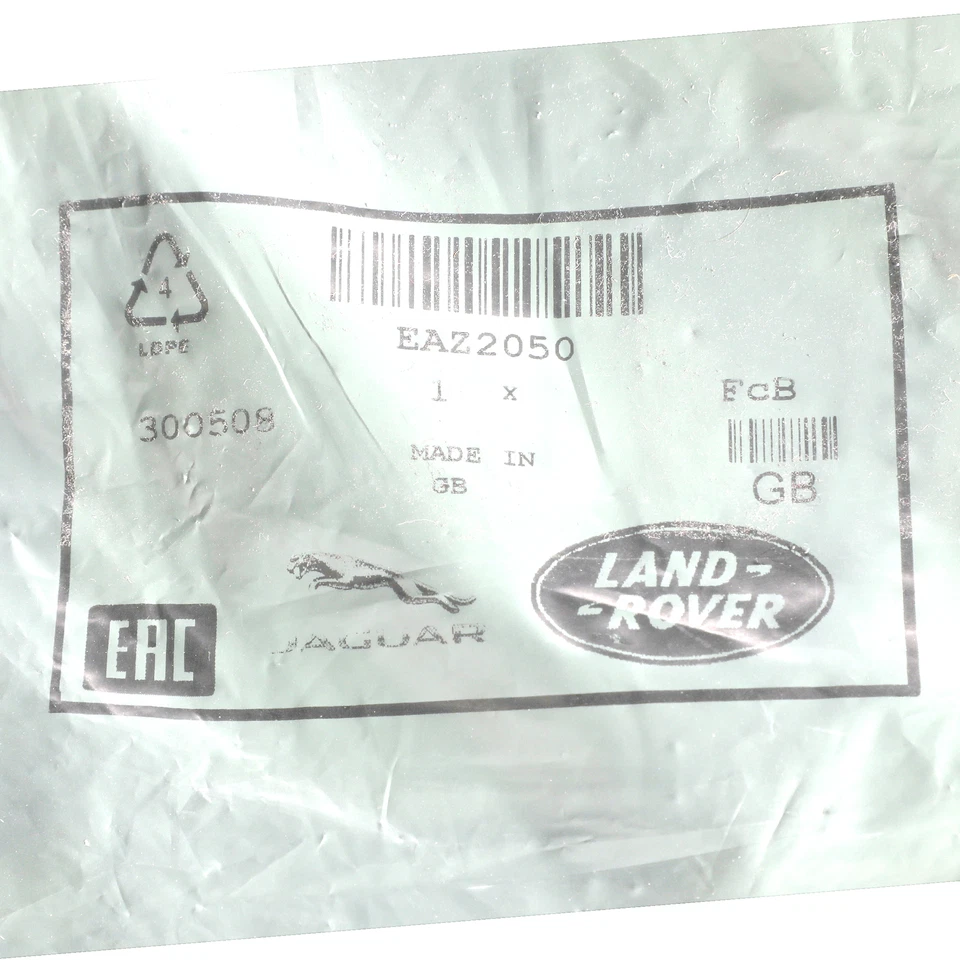 4
LDPE
300508
EAZ2050
1 x
MADE IN
GB
FcB
GB
EAC
JAGUAR
LAND-
-ROVER